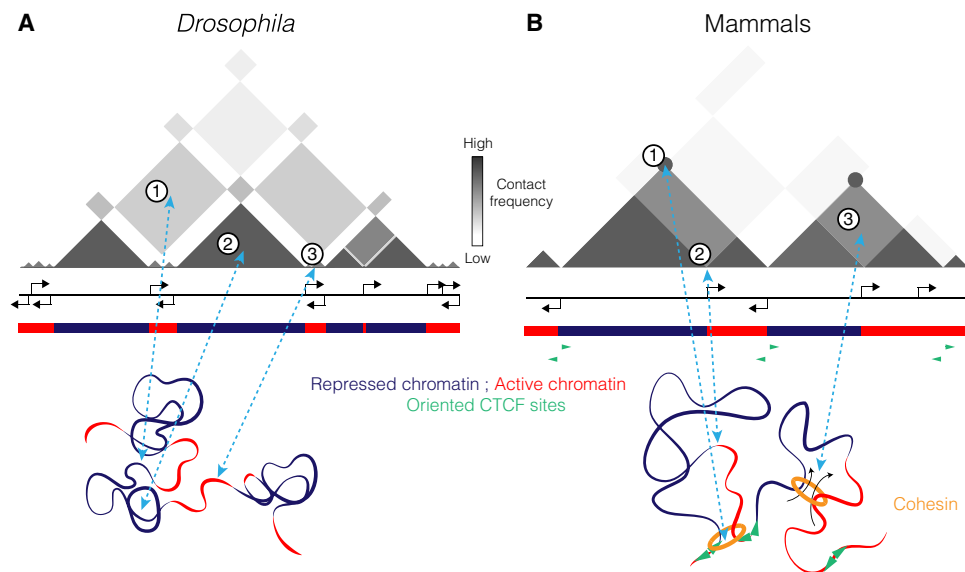 A
Drosophila
B
Mammals
High
Contact
frequency
Low
1
2
3
1
2
3
Repressed chromatin ; Active chromatin
Oriented CTCF sites
Cohesin